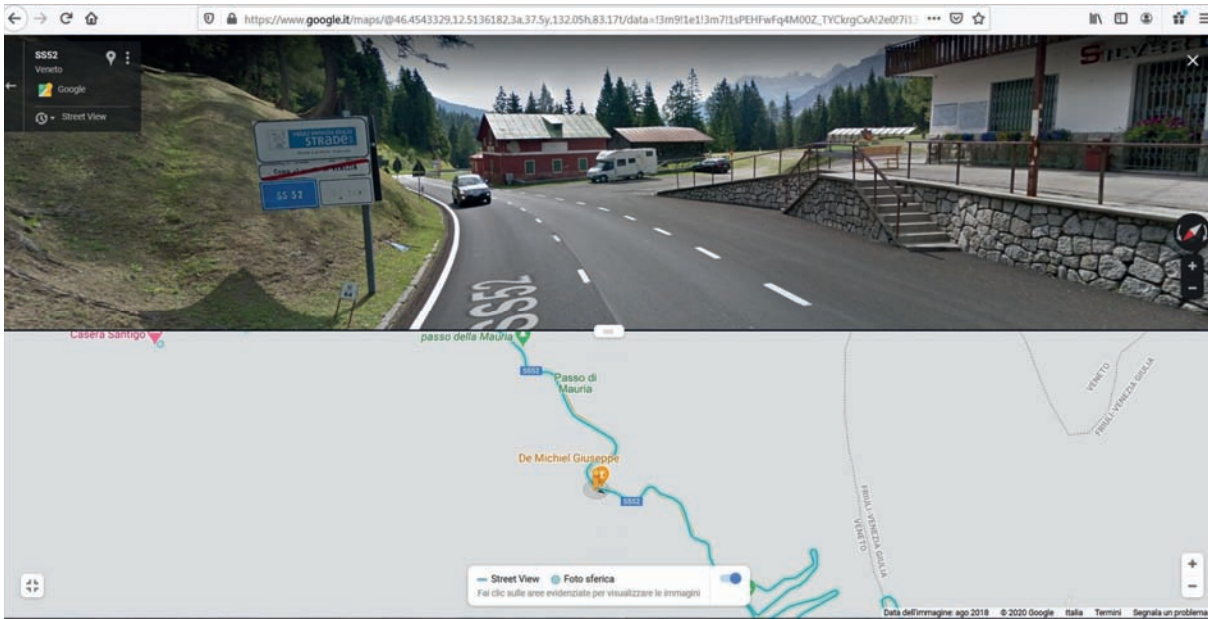 https://www.google.it/maps/@46.4543329,12.5136182,3a,37.5y,132.05h,83.17t/data=!3m9!1e1!3m7!1sPEHFwFq4M00Z_TYCkrgCxA!2e0!7i13
SS52
Veneto
Google
Street View
STRADE
SS 52
SS52
Casera Santigo
passo della Mauria
SS52
Passo di
Mauria
De Michiel Giuseppe
SS52
VENETO
FRIULI-VENEZIA GIULIA
FRIULI-VENEZIA GIULIA
VENETO
Street View
Foto sferica
Fai clic sulle aree evidenziate per visualizzare le immagini
Data dell'immagine: ago 2018 © 2020 Google Italia Termini Segnala un problema